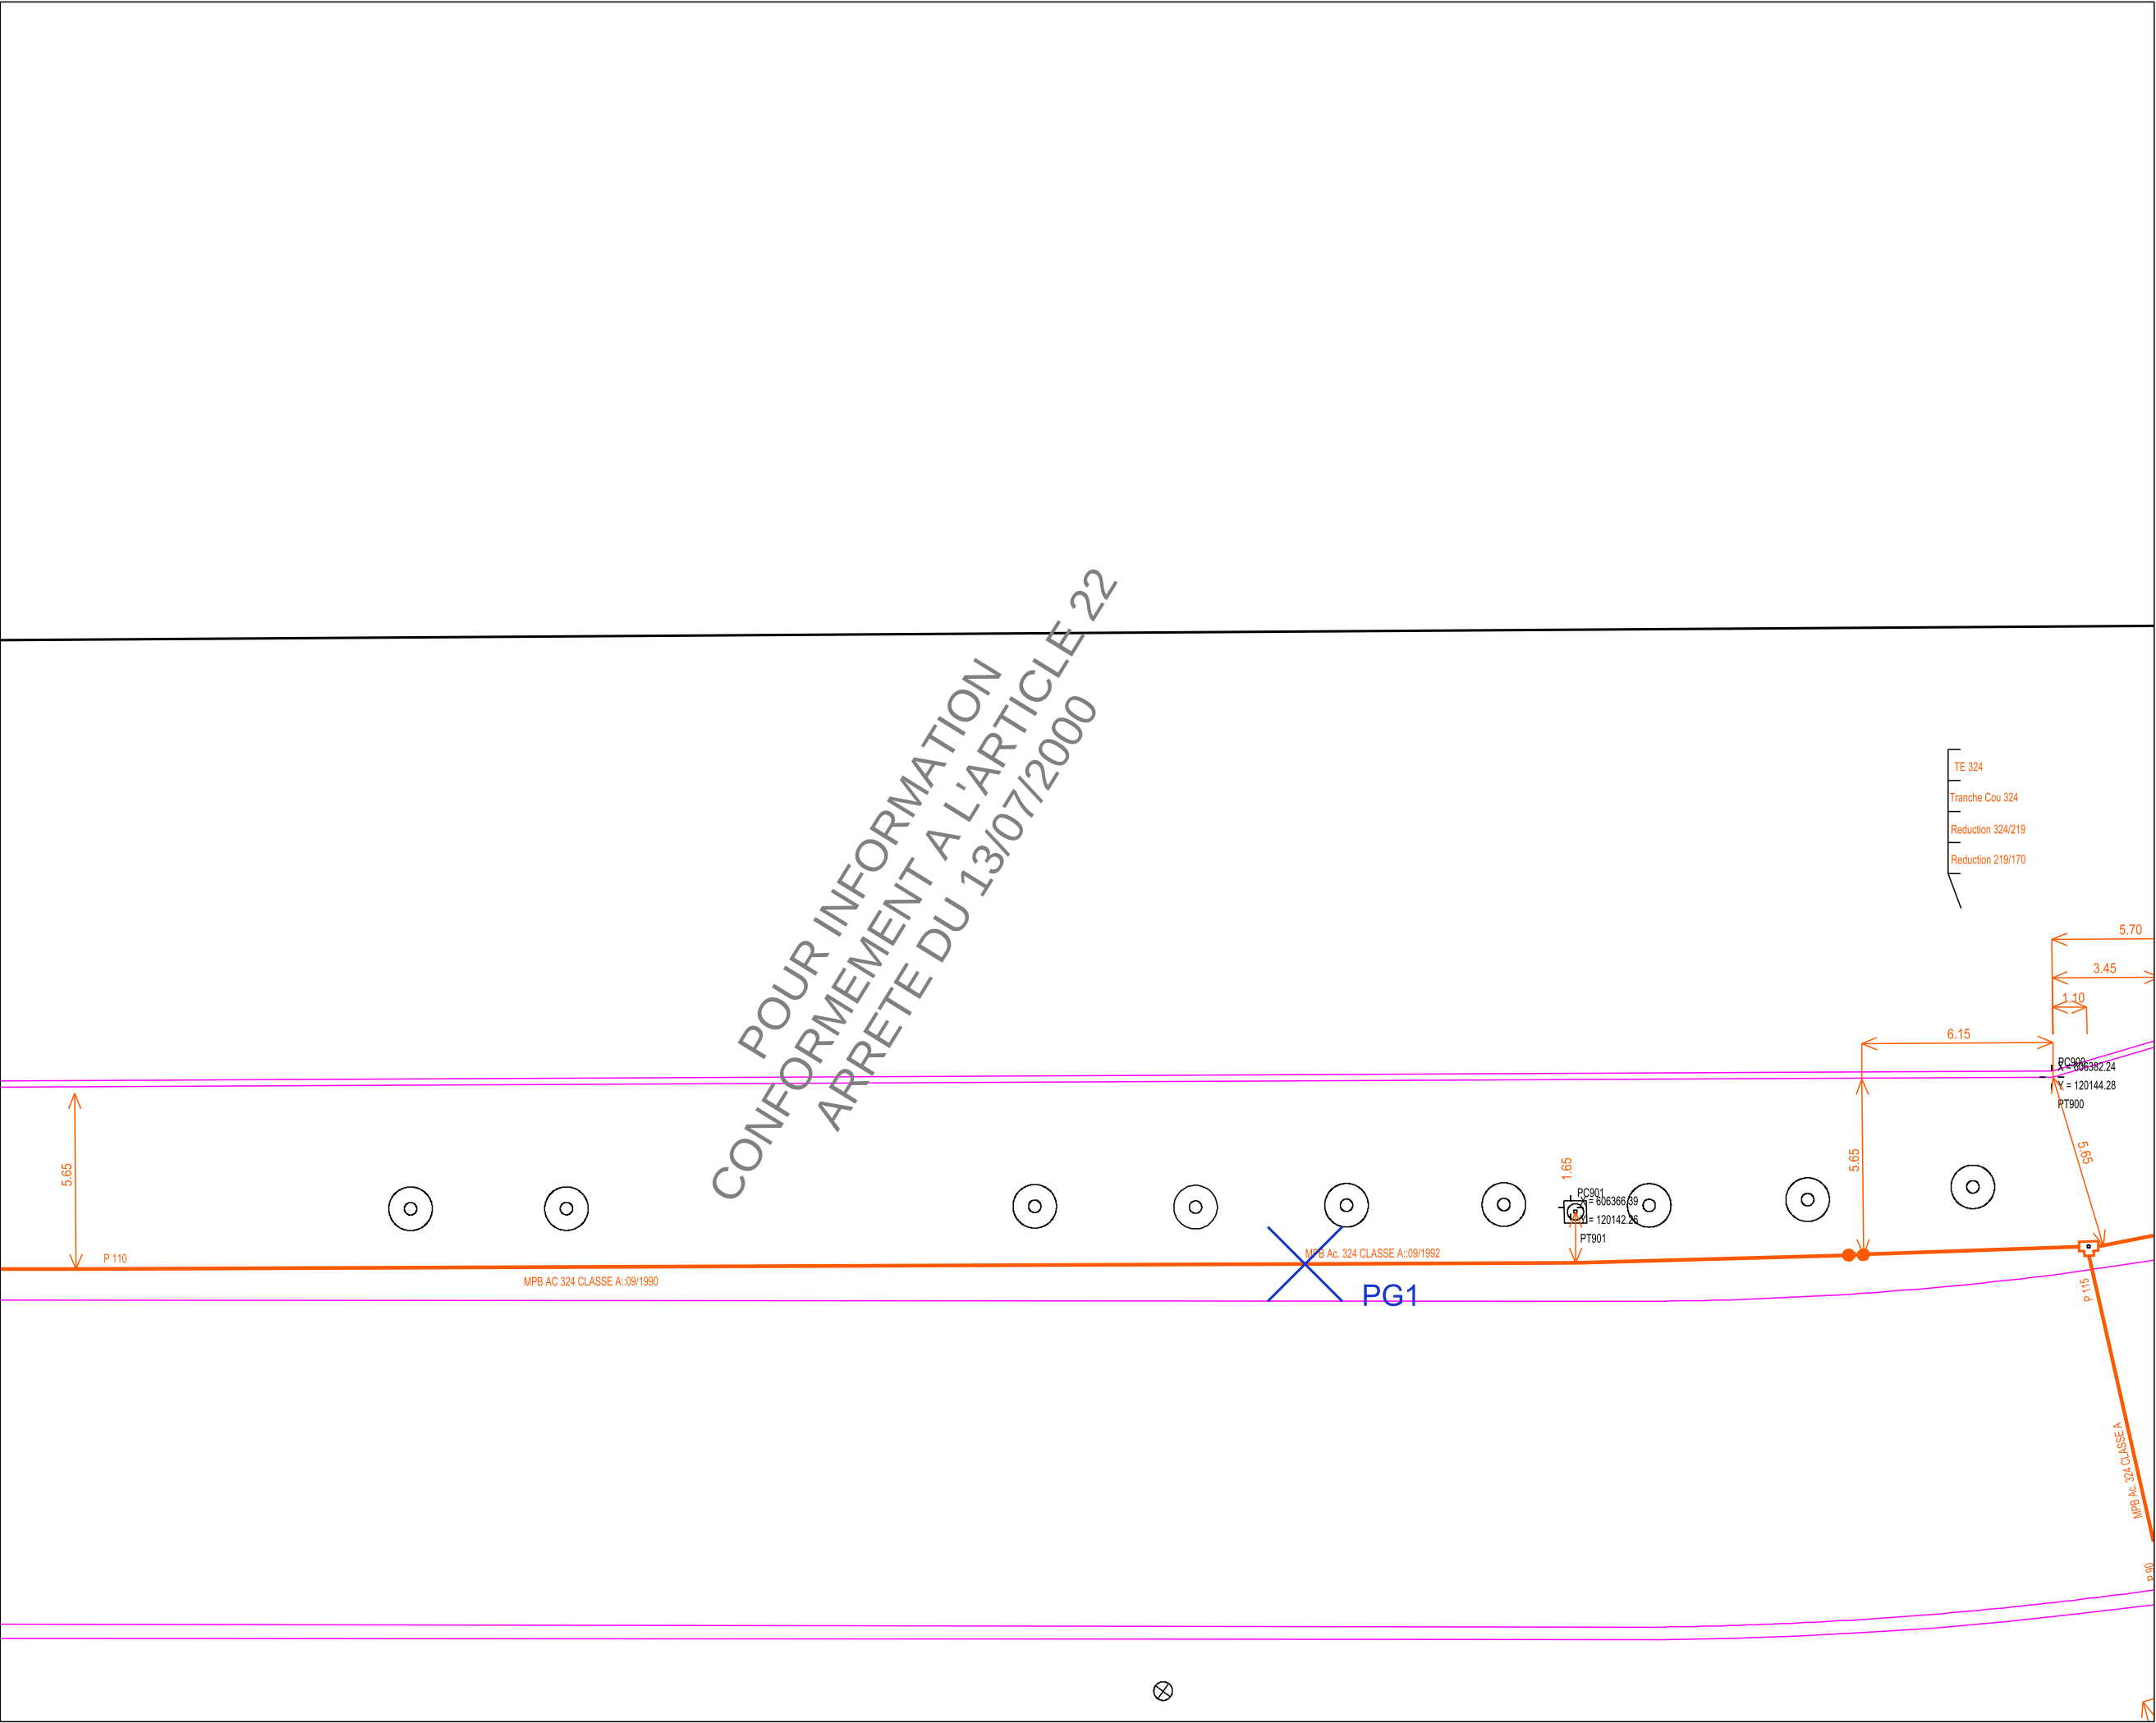 POUR INFORMATION
CONFORMEMENT A L'ARTICLE 22
ARRETE DU 13/07/2000
TE 324
Tranche Cou 324
Reduction 324/219
Reduction 219/170
5.70
3.45
1.10
6.15
PC900
X = 606382.24
Y = 120144.28
PT900
5.65
5.65
5.65
1.65
PC901
X = 606366.39
Y = 120142.26
PT901
P 110
MPB AC 324 CLASSE A::09/1990
MPB Ac. 324 CLASSE A::09/1992
PG1
P 115
MPB Ac. 324 CLASSE A
P 90